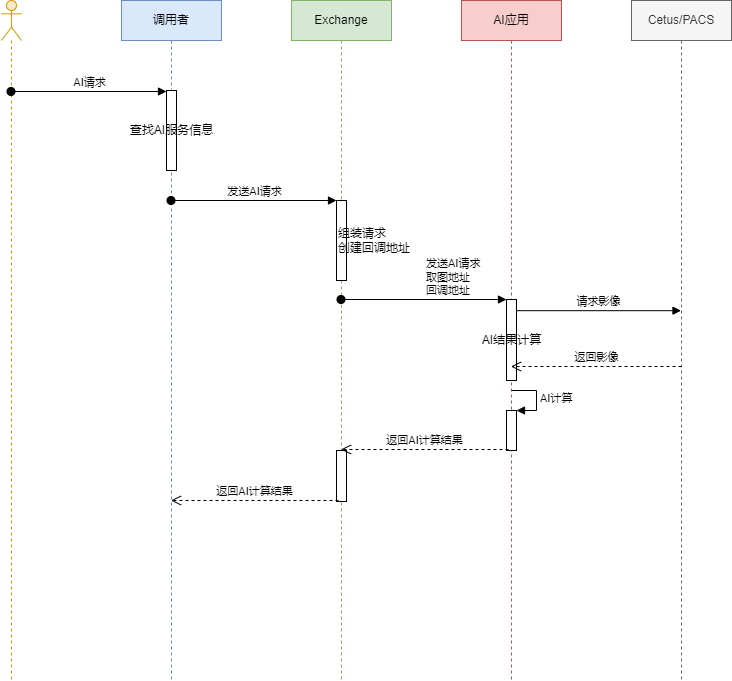 调用者
Exchange
AI应用
Cetus/PACS
AI请求
查找AI服务信息
发送AI请求
组装请求
创建回调地址
发送AI请求
取图地址
回调地址
请求影像
AI结果计算
返回影像
AI计算
返回AI计算结果
返回AI计算结果